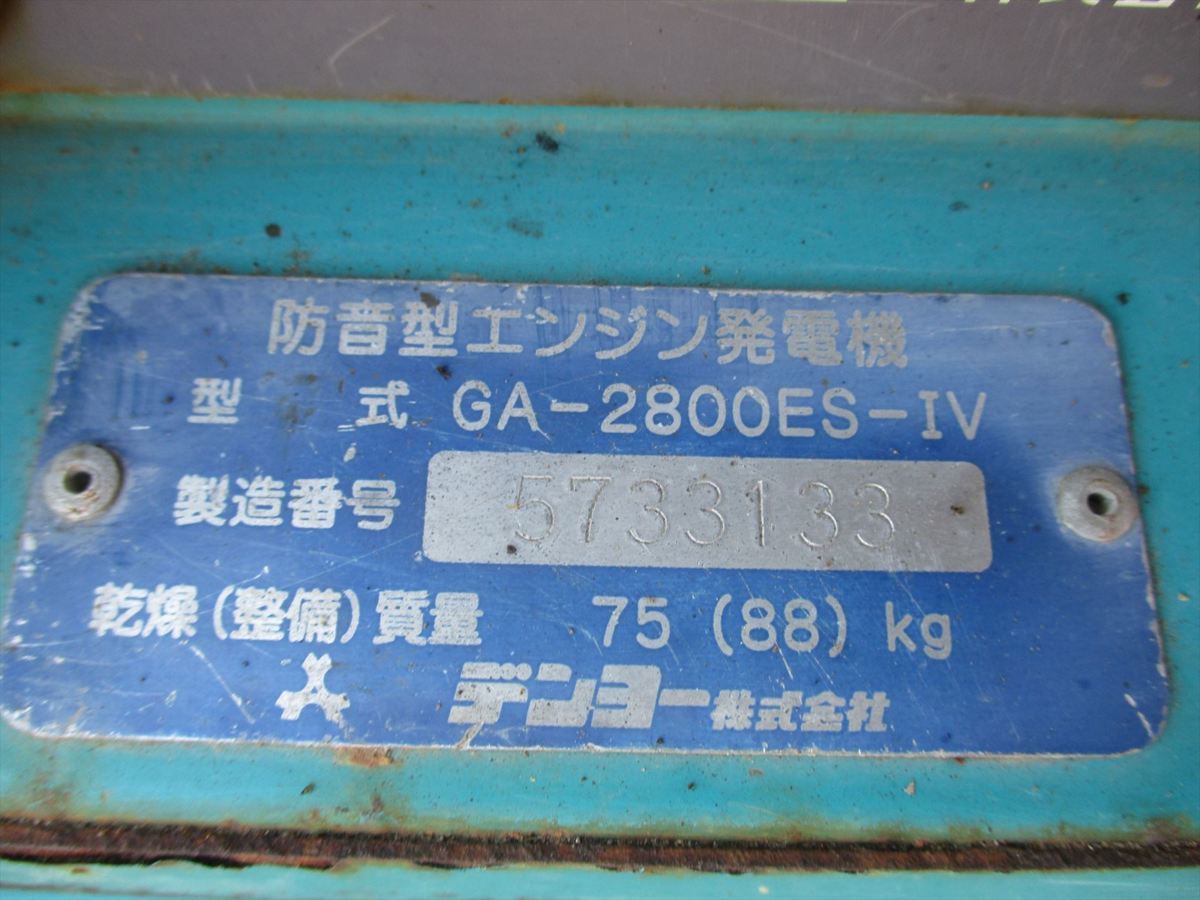 防音型エンジン発電機
型 式 GA-2800ES-IV
製造番号 5733133
乾燥(整備)質量 75 (88) kg
デンヨー株式会社